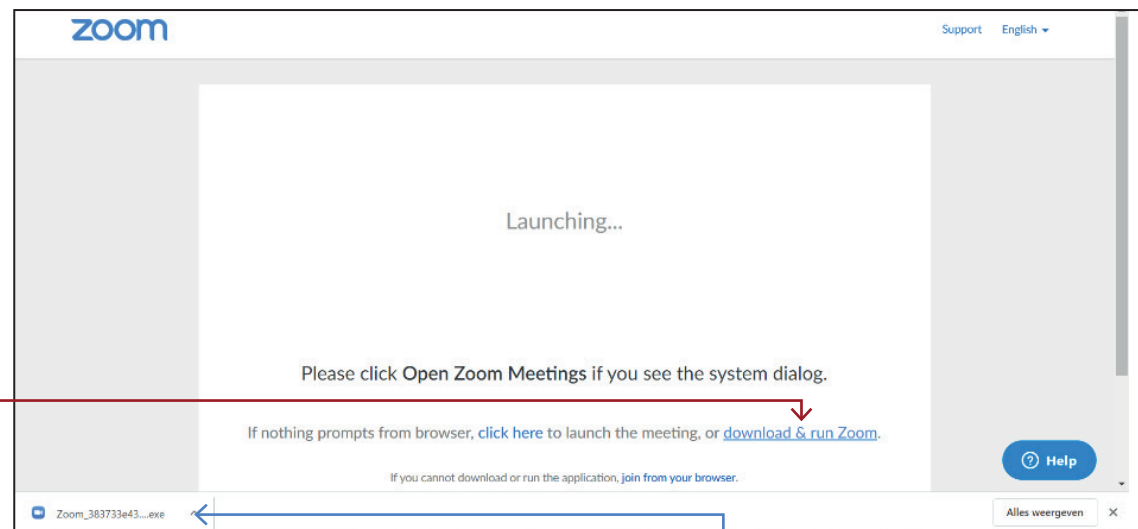 zoom
Support English
Launching...
Please click Open Zoom Meetings if you see the system dialog.
If nothing prompts from browser, click here to launch the meeting, or download & run Zoom.
If you cannot download or run the application, join from your browser.
Help
Zoom_383733e43....exe
Alles weergeven